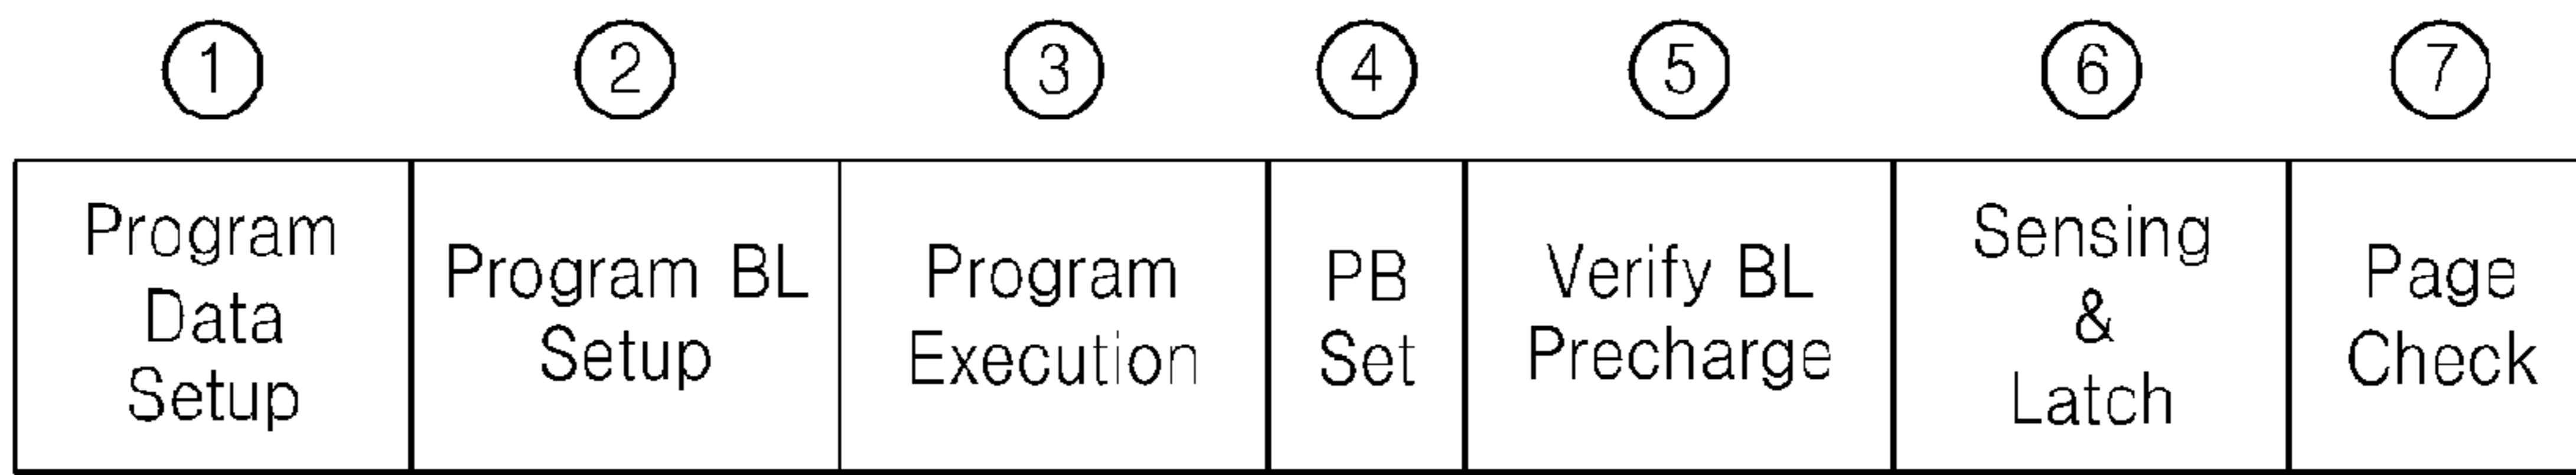 ① ② ③ ④ ⑤ ⑥ ⑦
Program
Data
Setup
Program BL
Setup
Program
Execution
PB
Set
Verify BL
Precharge
Sensing
&
Latch
Page
Check